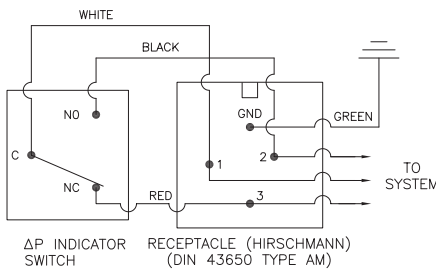 WHITE
BLACK
NO
GND
GREEN
C
1
2
TO
SYSTEM
NC
RED
3
ΔP INDICATOR
SWITCH
RECEPTACLE (HIRSCHMANN)
(DIN 43650 TYPE AM)